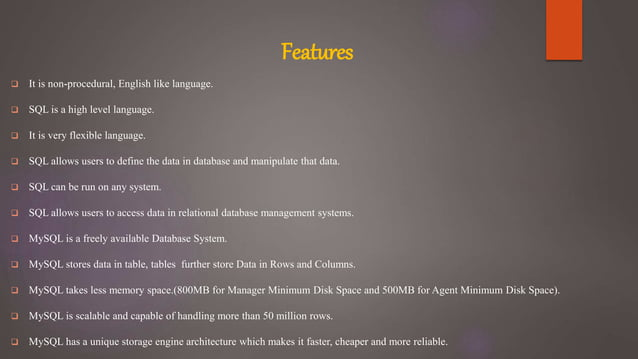 Features
It is non-procedural, English like language.
SQL is a high level language.
It is very flexible language.
SQL allows users to define the data in database and manipulate that data.
SQL can be run on any system.
SQL allows users to access data in relational database management systems.
MySQL is a freely available Database System.
MySQL stores data in table, tables further store Data in Rows and Columns.
MySQL takes less memory space.(800MB for Manager Minimum Disk Space and 500MB for Agent Minimum Disk Space).
MySQL is scalable and capable of handling more than 50 million rows.
MySQL has a unique storage engine architecture which makes it faster, cheaper and more reliable.